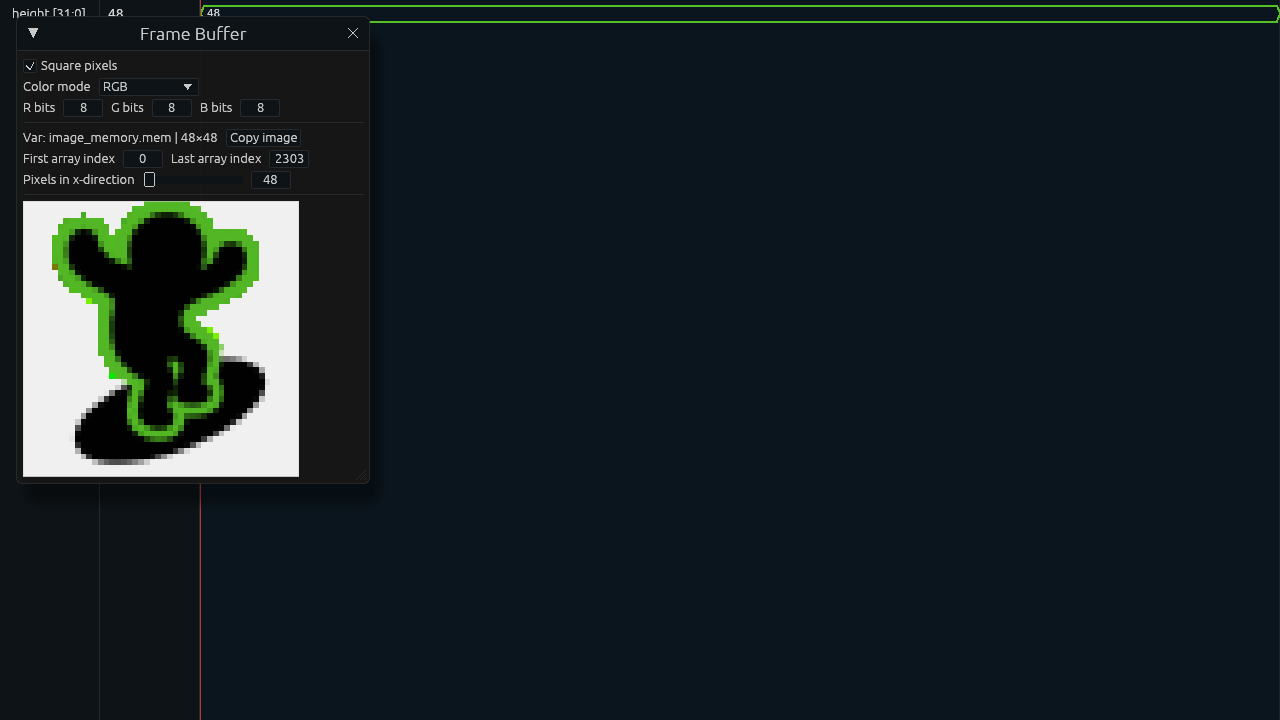 height [31:0] 48 48
Frame Buffer
Square pixels
Color mode RGB
R bits 8 G bits 8 B bits 8
Var: image_memory.mem | 48×48 Copy image
First array index 0 Last array index 2303
Pixels in x-direction 48